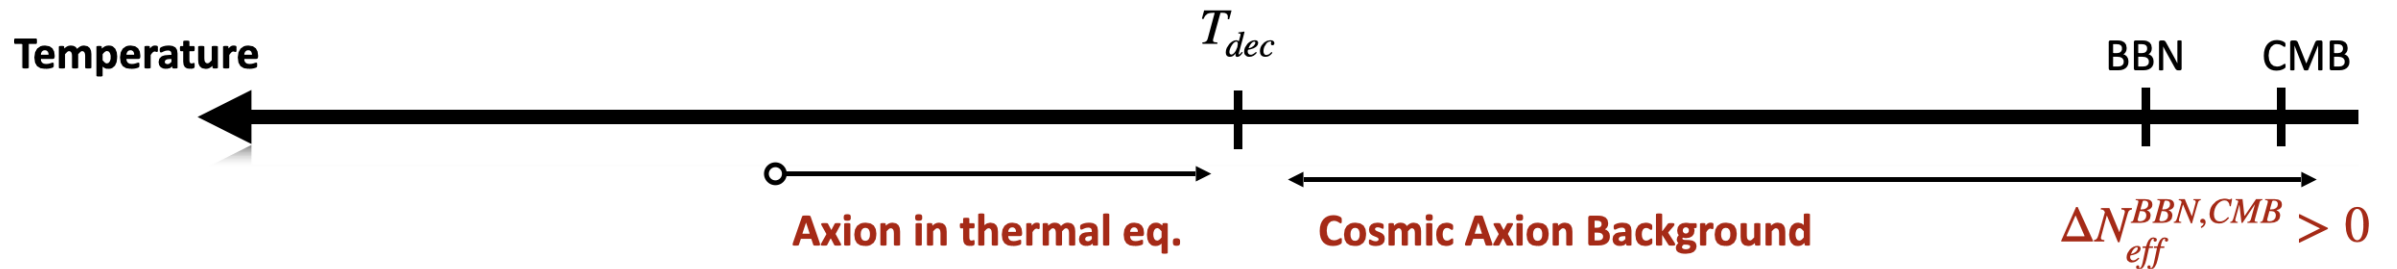 Temperature
T_dec
BBN
CMB
Axion in thermal eq.
Cosmic Axion Background
ΔN_eff^BBN,CMB > 0